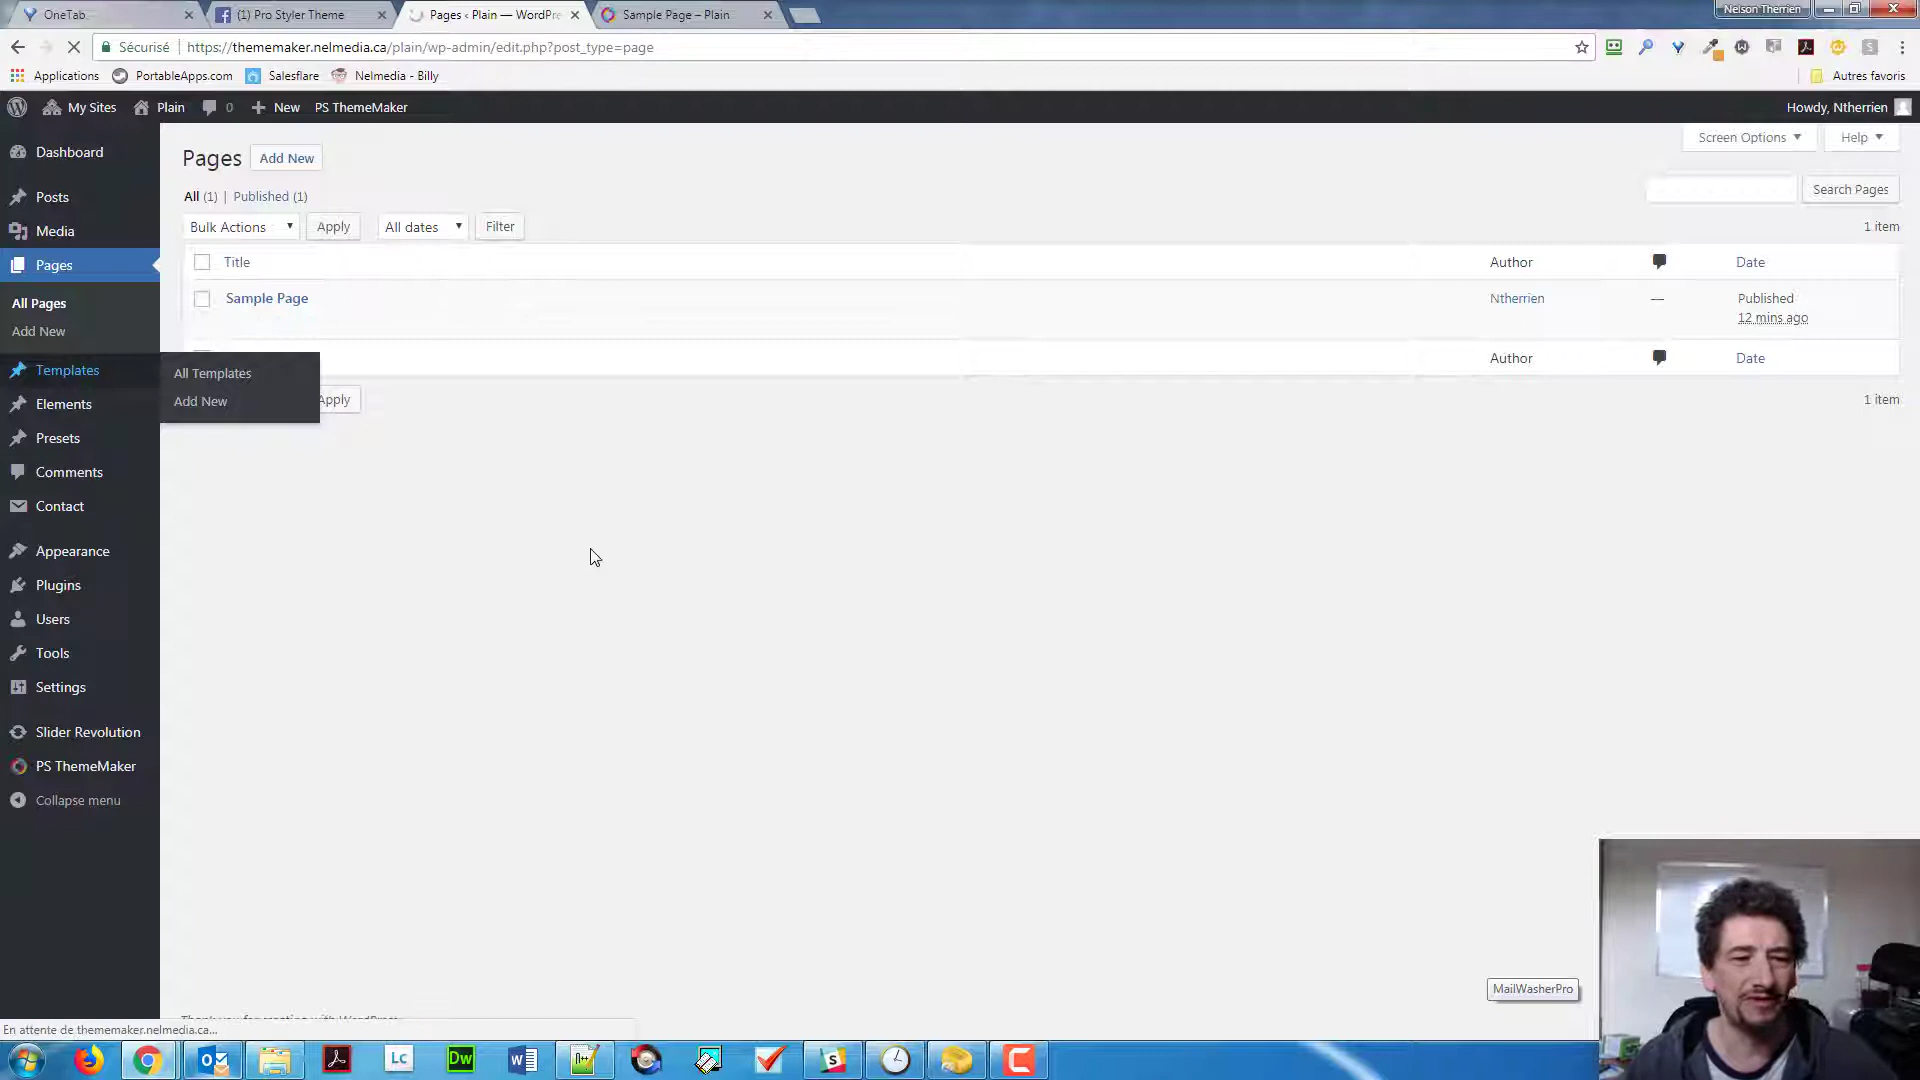 OneTab
(1) Pro Styler Theme
Pages ‹ Plain — WordPre
Sample Page – Plain
Nelson Therrien
Sécurisé
https://thememaker.nelmedia.ca/plain/wp-admin/edit.php?post_type=page
Applications
PortableApps.com
Salesflare
Nelmedia - Billy
Autres favoris
My Sites
Plain
0
New
PS ThemeMaker
Howdy, Ntherrien
Dashboard
Posts
Media
Pages
All Pages
Add New
Templates
All Templates
Add New
Elements
Presets
Comments
Contact
Appearance
Plugins
Users
Tools
Settings
Slider Revolution
PS ThemeMaker
Collapse menu
Pages
Add New
Screen Options
Help
All (1) | Published (1)
Search Pages
Bulk Actions
Apply
All dates
Filter
1 item
Title
Author
Date
Sample Page
Ntherrien
—
Published
12 mins ago
Author
Date
Apply
1 item
MailWasherPro
En attente de thememaker.nelmedia.ca...
Lc
Dw